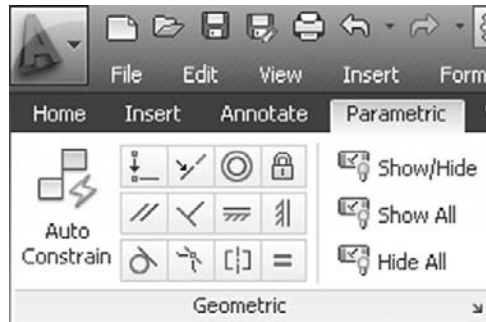 File Edit View Insert Form
Home Insert Annotate Parametric
Auto Constrain
Show/Hide
Show All
Hide All
Geometric